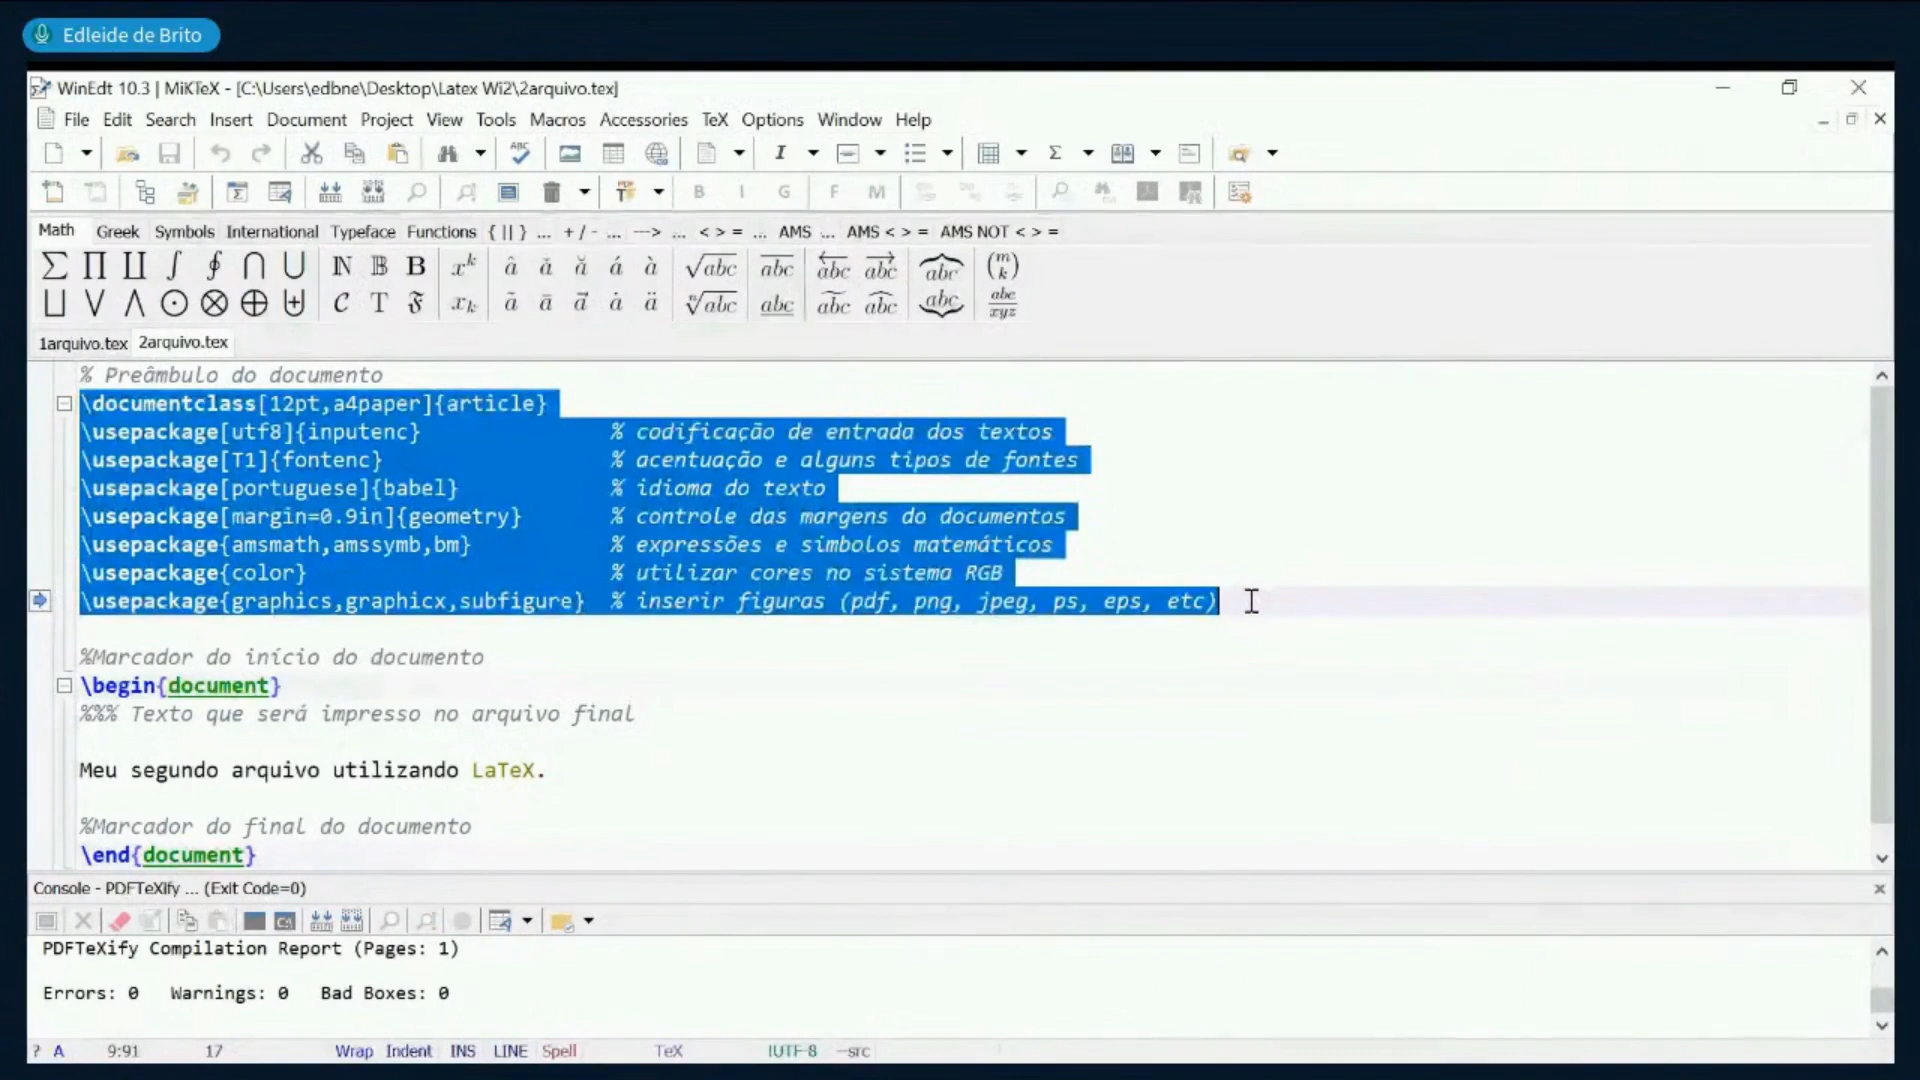 Edleide de Brito
WinEdt 10.3 | MiKTeX - [C:\Users\edbne\Desktop\Latex Wi2\2arquivo.tex]
File Edit Search Insert Document Project View Tools Macros Accessories TeX Options Window Help
B I G F M
Math Greek Symbols International Typeface Functions { || } ... + / - ... --> ... < > = ... AMS ... AMS < > = AMS NOT < > =
1arquivo.tex 2arquivo.tex
% Preâmbulo do documento
\documentclass[12pt,a4paper]{article}
\usepackage[utf8]{inputenc} % codificação de entrada dos textos
\usepackage[T1]{fontenc} % acentuação e alguns tipos de fontes
\usepackage[portuguese]{babel} % idioma do texto
\usepackage[margin=0.9in]{geometry} % controle das margens do documentos
\usepackage{amsmath,amssymb,bm} % expressões e símbolos matemáticos
\usepackage{color} % utilizar cores no sistema RGB
\usepackage{graphics,graphicx,subfigure} % inserir figuras (pdf, png, jpeg, ps, eps, etc)
%Marcador do início do documento
\begin{document}
%%% Texto que será impresso no arquivo final
Meu segundo arquivo utilizando LaTeX.
%Marcador do final do documento
\end{document}
Console - PDFTeXify ... (Exit Code=0)
PDFTeXify Compilation Report (Pages: 1)
Errors: 0 Warnings: 0 Bad Boxes: 0
? A 9:91 17 Wrap Indent INS LINE Spell TeX IUTF-8 --src